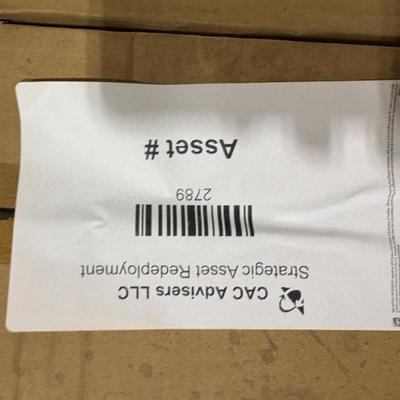 CAC Advisers LLC
Strategic Asset Redeployment
2789
Asset #